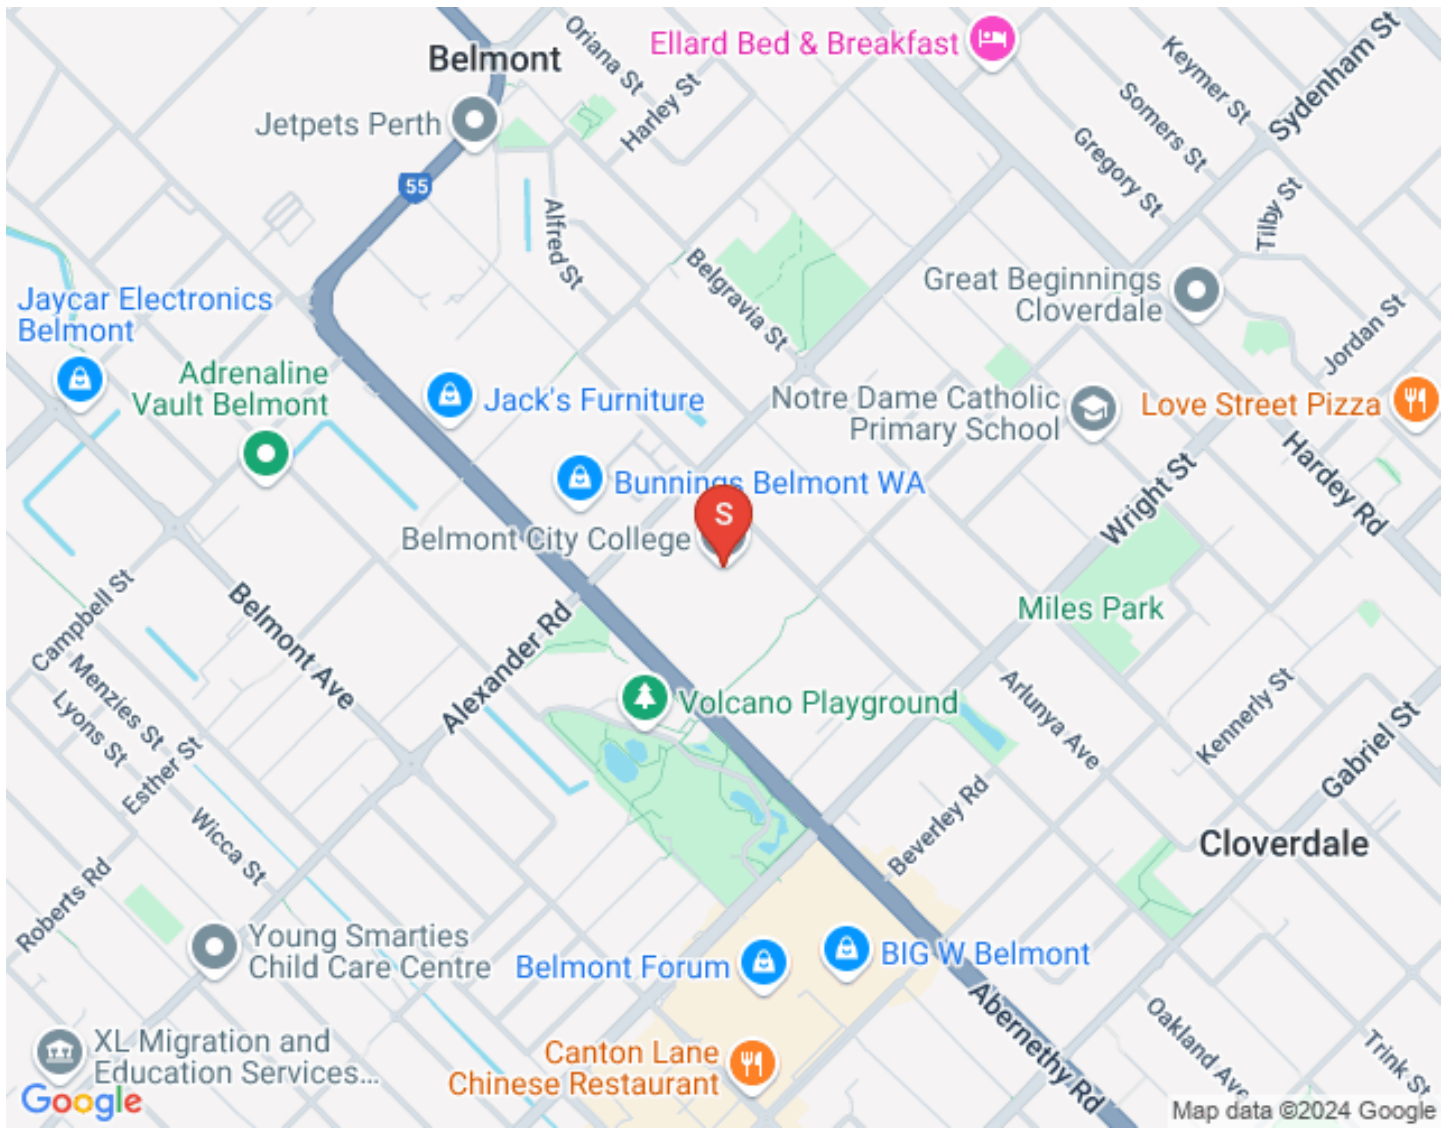 Belmont
Oriana St
Harley St
Ellard Bed & Breakfast
Keymer St
Sydenham St
Somers St
Gregory St
Jetpets Perth
55
Alfred St
Tilby St
Belgravia St
Great Beginnings
Cloverdale
Jaycar Electronics
Belmont
Jordan St
Adrenaline
Vault Belmont
Jack's Furniture
Notre Dame Catholic
Primary School
Love Street Pizza
Hardey Rd
Wright St
Bunnings Belmont WA
S
Belmont City College
Campbell St
Belmont Ave
Alexander Rd
Miles Park
Menzies St
Lyons St
Esther St
Wicca St
Volcano Playground
Arlunya Ave
Kennerly St
Gabriel St
Beverley Rd
Cloverdale
Roberts Rd
Young Smarties
Child Care Centre
Belmont Forum
BIG W Belmont
Abernethy Rd
Oakland Ave
Trink St
XL Migration and
Education Services...
Canton Lane
Chinese Restaurant
Google
Map data ©2024 Google